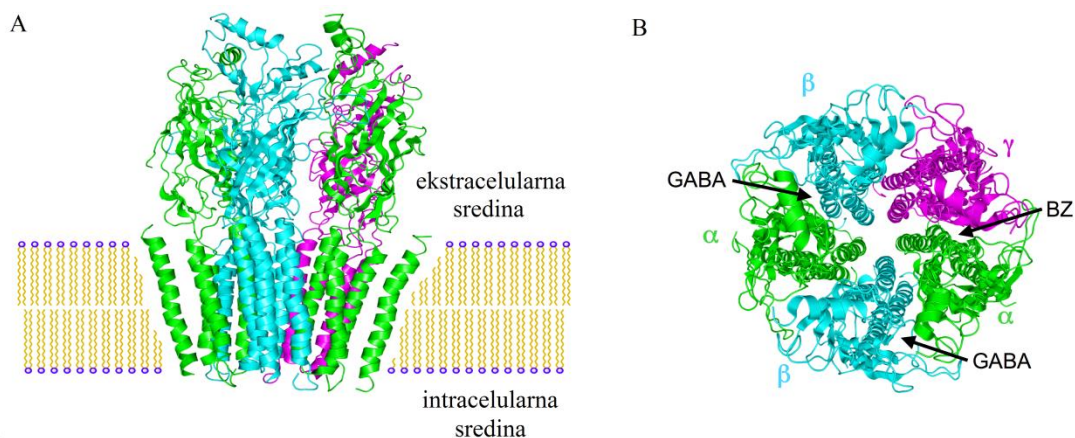 A
ekstracelularna
sredina
intracelularna
sredina
B
β
γ
GABA
BZ
α
α
GABA
β